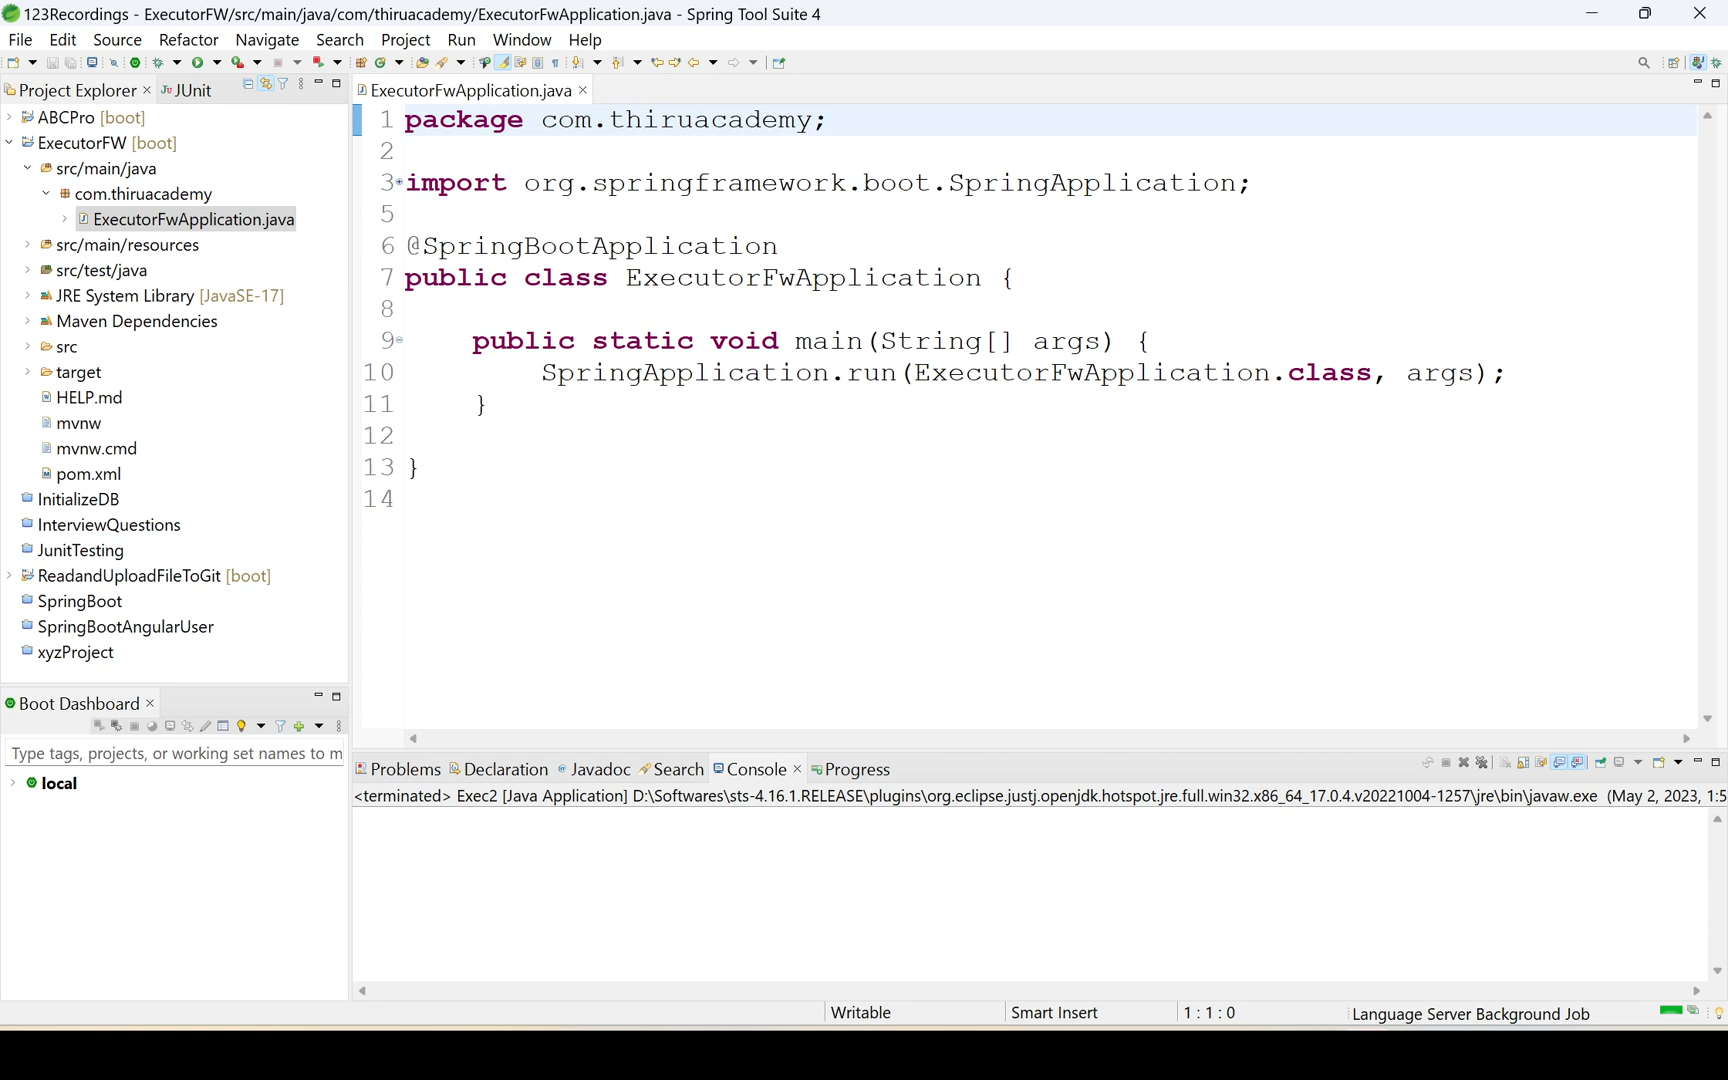 123Recordings - ExecutorFW/src/main/java/com/thiruacademy/ExecutorFwApplication.java - Spring Tool Suite 4
File Edit Source Refactor Navigate Search Project Run Window Help
Project Explorer JUnit
ABCPro [boot]
ExecutorFW [boot]
src/main/java
com.thiruacademy
ExecutorFwApplication.java
src/main/resources
src/test/java
JRE System Library [JavaSE-17]
Maven Dependencies
src
target
HELP.md
mvnw
mvnw.cmd
pom.xml
InitializeDB
InterviewQuestions
JunitTesting
ReadandUploadFileToGit [boot]
SpringBoot
SpringBootAngularUser
xyzProject
Boot Dashboard
Type tags, projects, or working set names to m
local
ExecutorFwApplication.java
1 package com.thiruacademy;
2
3 import org.springframework.boot.SpringApplication;
5
6 @SpringBootApplication
7 public class ExecutorFwApplication {
8
9 public static void main(String[] args) {
10 SpringApplication.run(ExecutorFwApplication.class, args);
11 }
12
13 }
14
Problems Declaration Javadoc Search Console Progress
<terminated> Exec2 [Java Application] D:\Softwares\sts-4.16.1.RELEASE\plugins\org.eclipse.justj.openjdk.hotspot.jre.full.win32.x86_64_17.0.4.v20221004-1257\jre\bin\javaw.exe (May 2, 2023, 1:5
Writable Smart Insert 1 : 1 : 0 Language Server Background Job